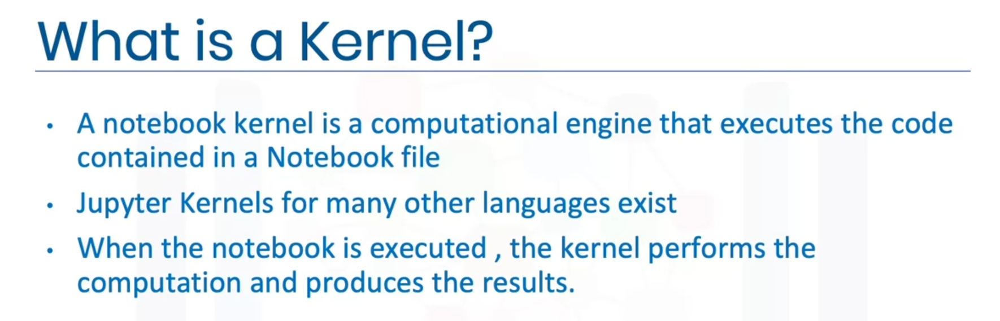 What is a Kernel?
• A notebook kernel is a computational engine that executes the code
contained in a Notebook file
• Jupyter Kernels for many other languages exist
• When the notebook is executed , the kernel performs the
computation and produces the results.